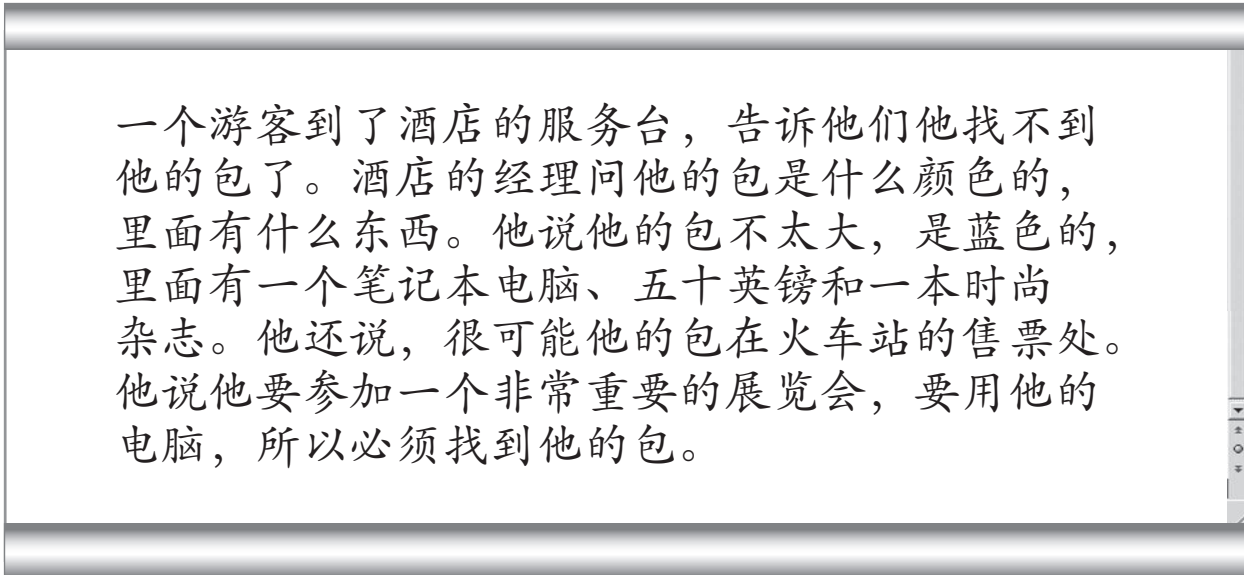 一个游客到了酒店的服务台，告诉他们他找不到
他的包了。酒店的经理问他的包是什么颜色的，
里面有什么东西。他说他的包不太大，是蓝色的，
里面有一个笔记本电脑、五十英镑和一本时尚
杂志。他还说，很可能他的包在火车站的售票处。
他说他要参加一个非常重要的展览会，要用他的
电脑，所以必须找到他的包。